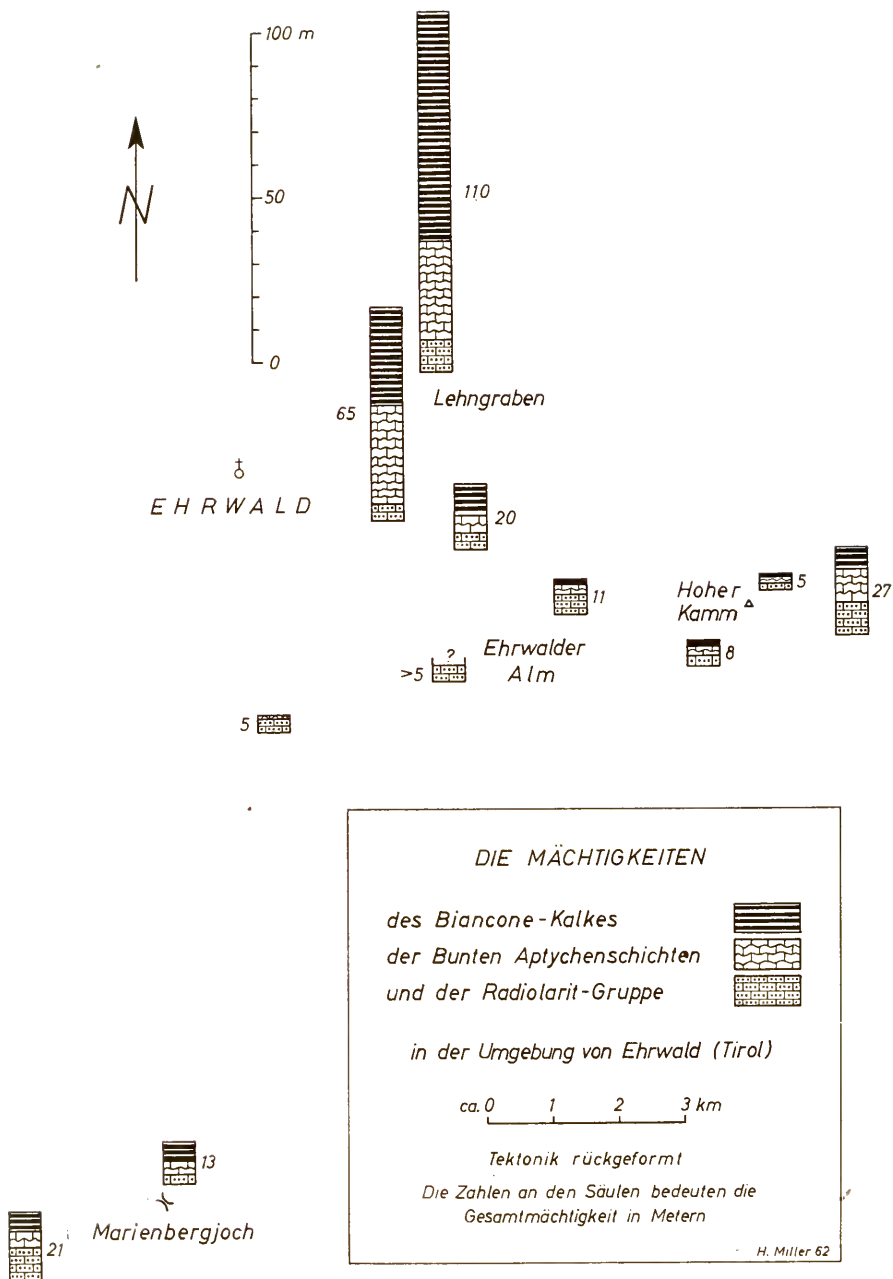 100 m
50
0
N
110
Lehngraben
65
EHRWALD
20
11
Hoher
Kamm
5
27
8
?
>5
Ehrwalder
Alm
5
DIE MÄCHTIGKEITEN
des Biancone-Kalkes
der Bunten Aptychenschichten
und der Radiolarit-Gruppe
in der Umgebung von Ehrwald (Tirol)
ca. 0 1 2 3 km
Tektonik rückgeformt
Die Zahlen an den Säulen bedeuten die
Gesamtmächtigkeit in Metern
H. Miller 62
13
Marienbergjoch
21